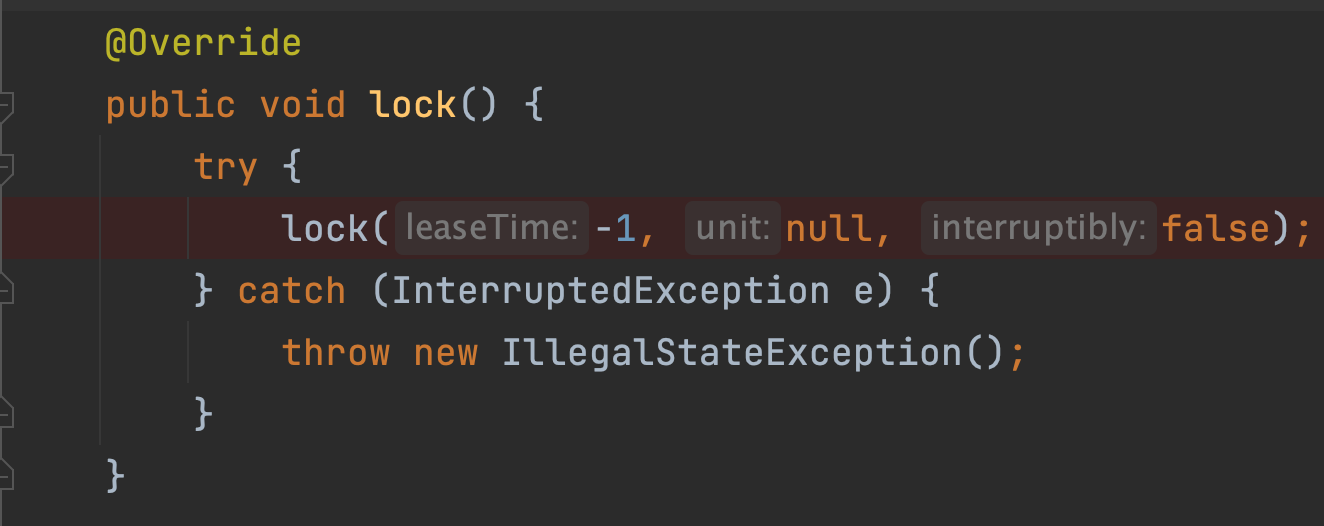 @Override
public void lock() {
try {
lock( leaseTime: -1, unit: null, interruptibly: false);
} catch (InterruptedException e) {
throw new IllegalStateException();
}
}